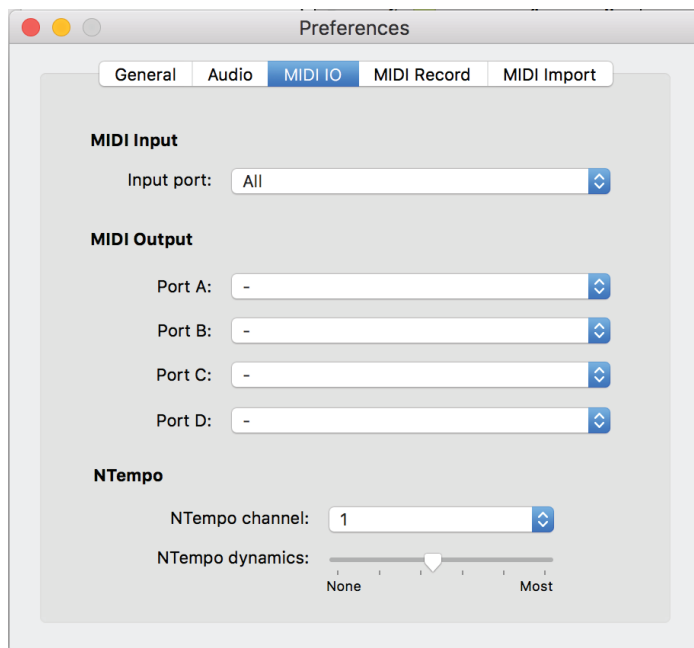 Preferences
General Audio MIDI IO MIDI Record MIDI Import
MIDI Input
Input port: All
MIDI Output
Port A: -
Port B: -
Port C: -
Port D: -
NTempo
NTempo channel: 1
NTempo dynamics:
None Most